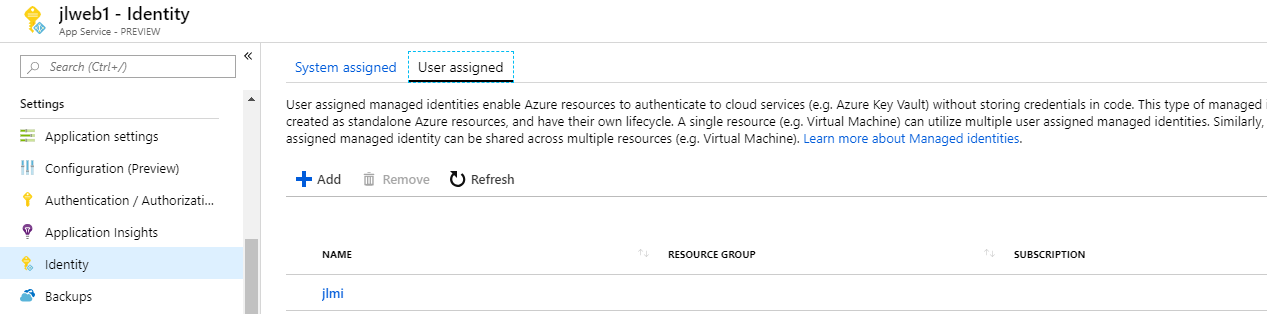 jlweb1 - Identity
App Service - PREVIEW
Search (Ctrl+/)
Settings
Application settings
Configuration (Preview)
Authentication / Authorizati...
Application Insights
Identity
Backups
System assigned
User assigned
User assigned managed identities enable Azure resources to authenticate to cloud services (e.g. Azure Key Vault) without storing credentials in code. This type of managed i
created as standalone Azure resources, and have their own lifecycle. A single resource (e.g. Virtual Machine) can utilize multiple user assigned managed identities. Similarly,
assigned managed identity can be shared across multiple resources (e.g. Virtual Machine). Learn more about Managed identities.
Add
Remove
Refresh
NAME
RESOURCE GROUP
SUBSCRIPTION
jlmi